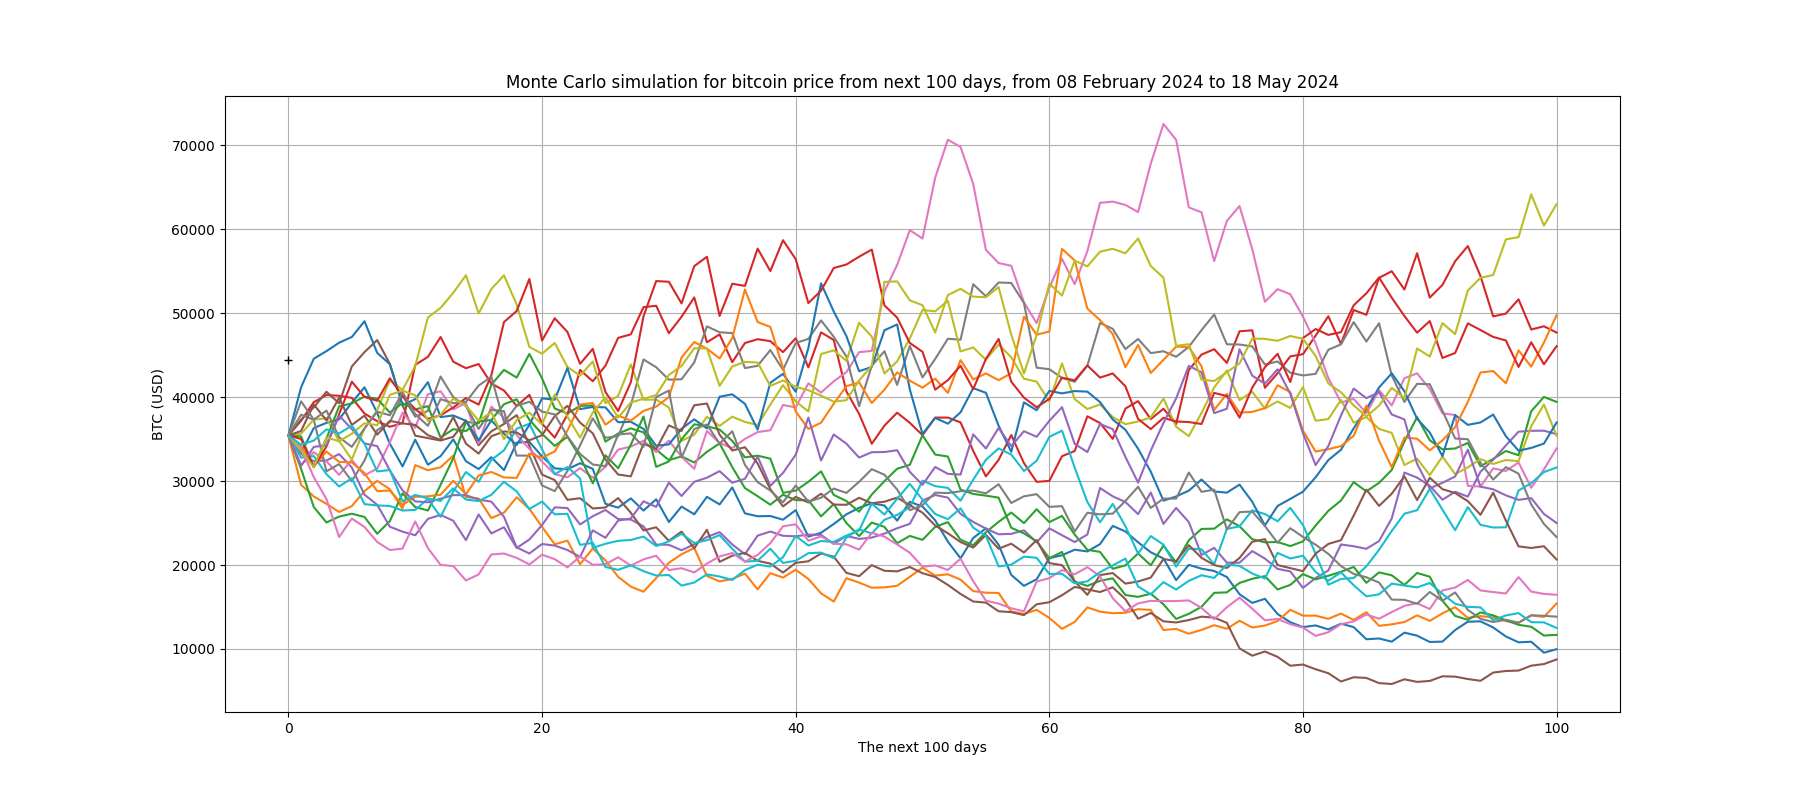 Monte Carlo simulation for bitcoin price from next 100 days, from 08 February 2024 to 18 May 2024
BTC (USD)
70000
60000
50000
40000
30000
20000
10000
0 20 40 60 80 100
The next 100 days